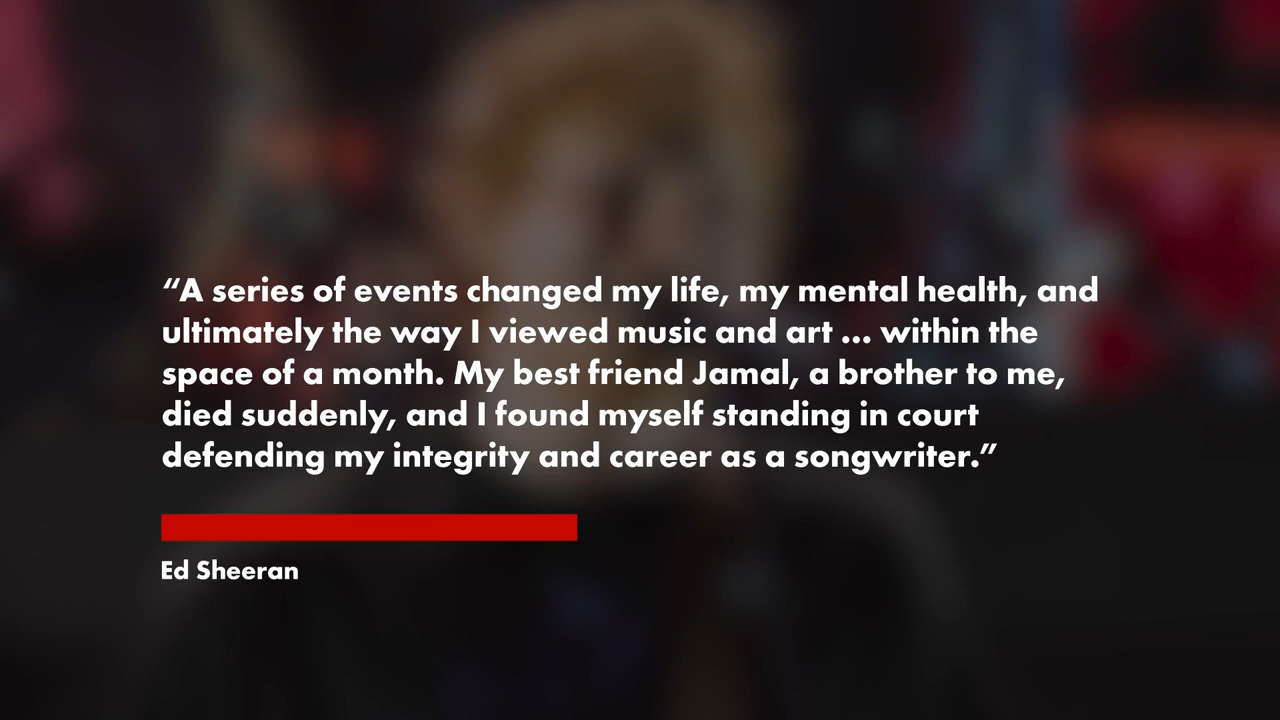 “A series of events changed my life, my mental health, and
ultimately the way I viewed music and art ... within the
space of a month. My best friend Jamal, a brother to me,
died suddenly, and I found myself standing in court
defending my integrity and career as a songwriter.”
Ed Sheeran